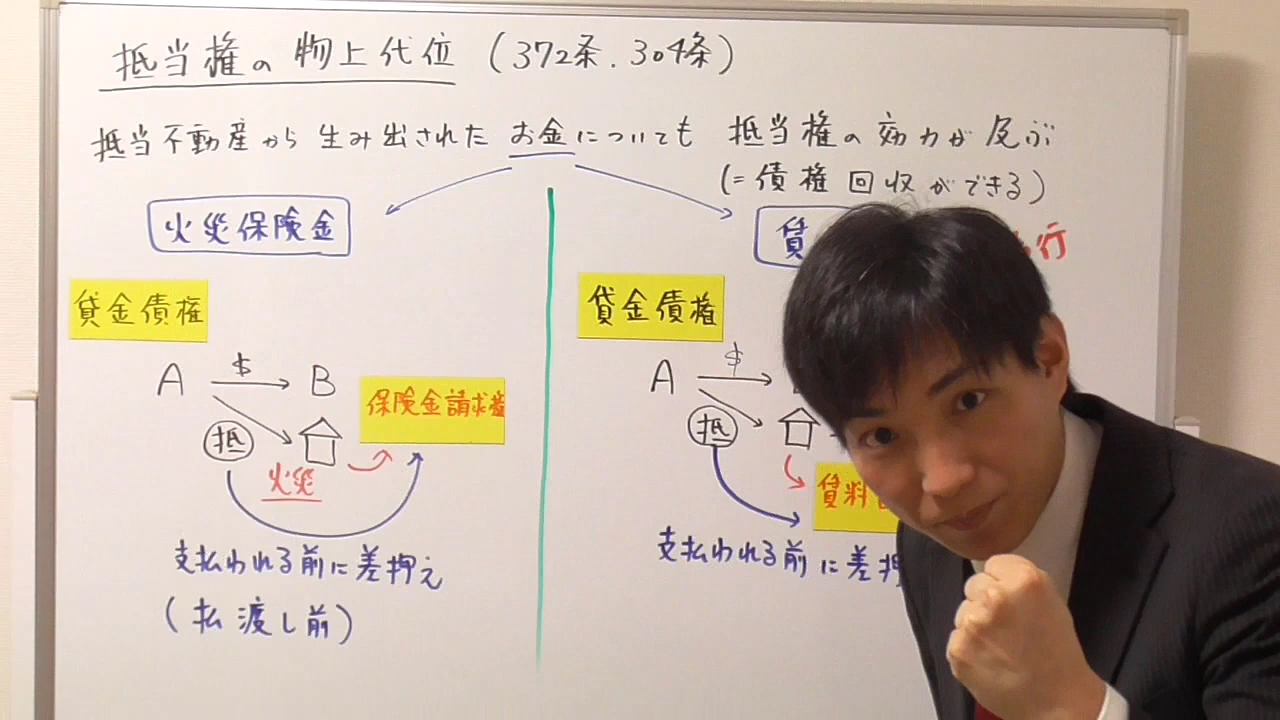 抵当権の物上代位（372条．304条）
抵当不動産から生み出されたお金についても 抵当権の効力が及ぶ
（＝債権回収ができる）
火災保険金
貸金債権
A $ B
抵
保険金請求権
火災
支払われる前に差押え
（払渡し前）
賃
行
貸金債権
A $
抵
賃料
支払われる前に差押